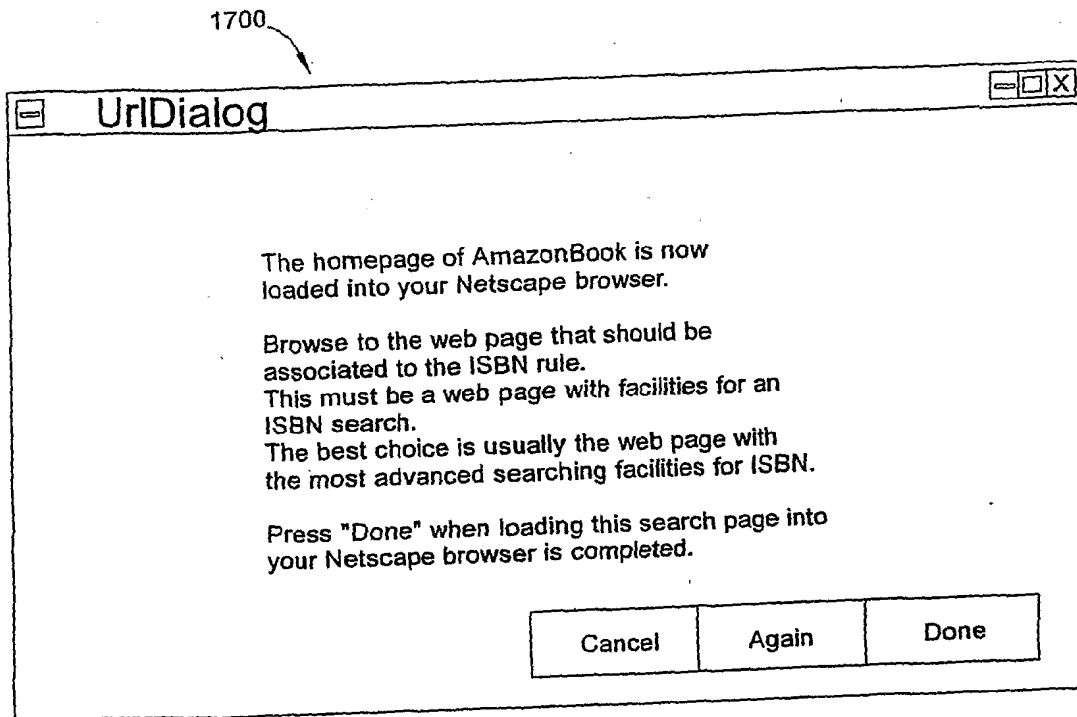 1700
UrlDialog
The homepage of AmazonBook is now
loaded into your Netscape browser.
Browse to the web page that should be
associated to the ISBN rule.
This must be a web page with facilities for an
ISBN search.
The best choice is usually the web page with
the most advanced searching facilities for ISBN.
Press "Done" when loading this search page into
your Netscape browser is completed.
Cancel Again Done